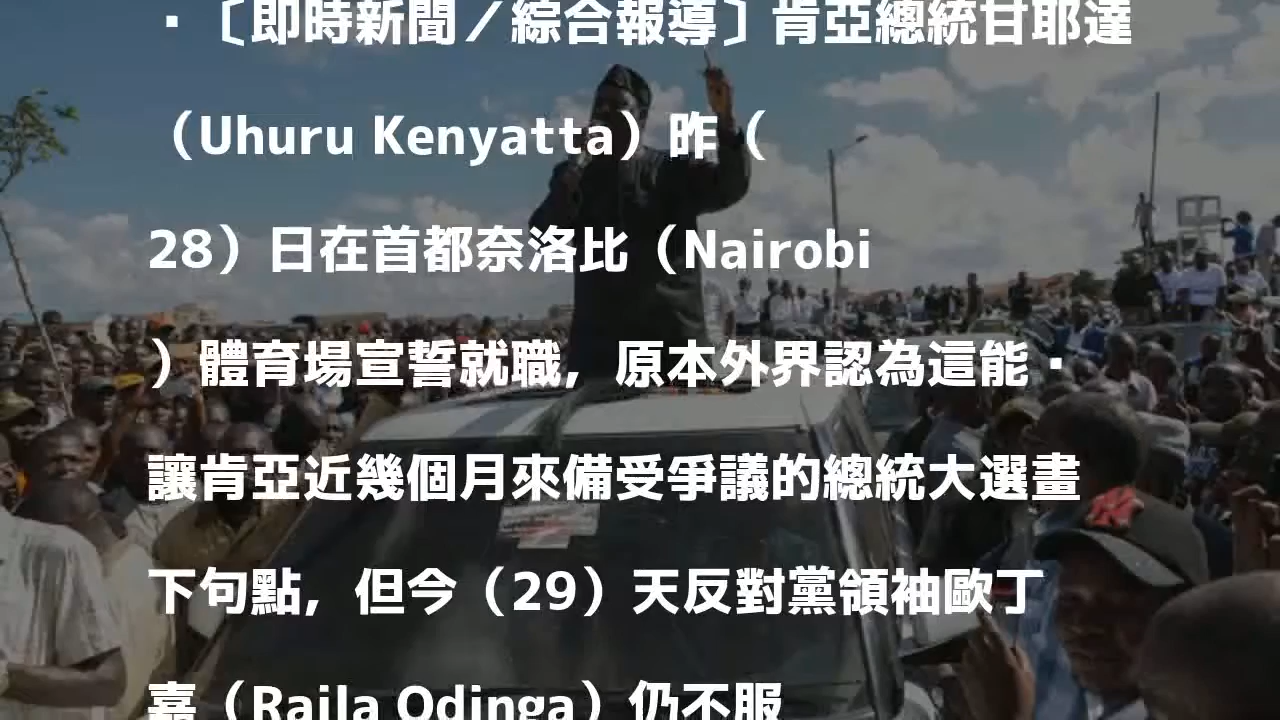 ·〔即時新聞／綜合報導〕肯亞總統甘耶達
（Uhuru Kenyatta）昨（
28）日在首都奈洛比（Nairobi
）體育場宣誓就職，原本外界認為這能·
讓肯亞近幾個月來備受爭議的總統大選畫
下句點，但今（29）天反對黨領袖歐丁
嘉（Raila Odinga）仍不服